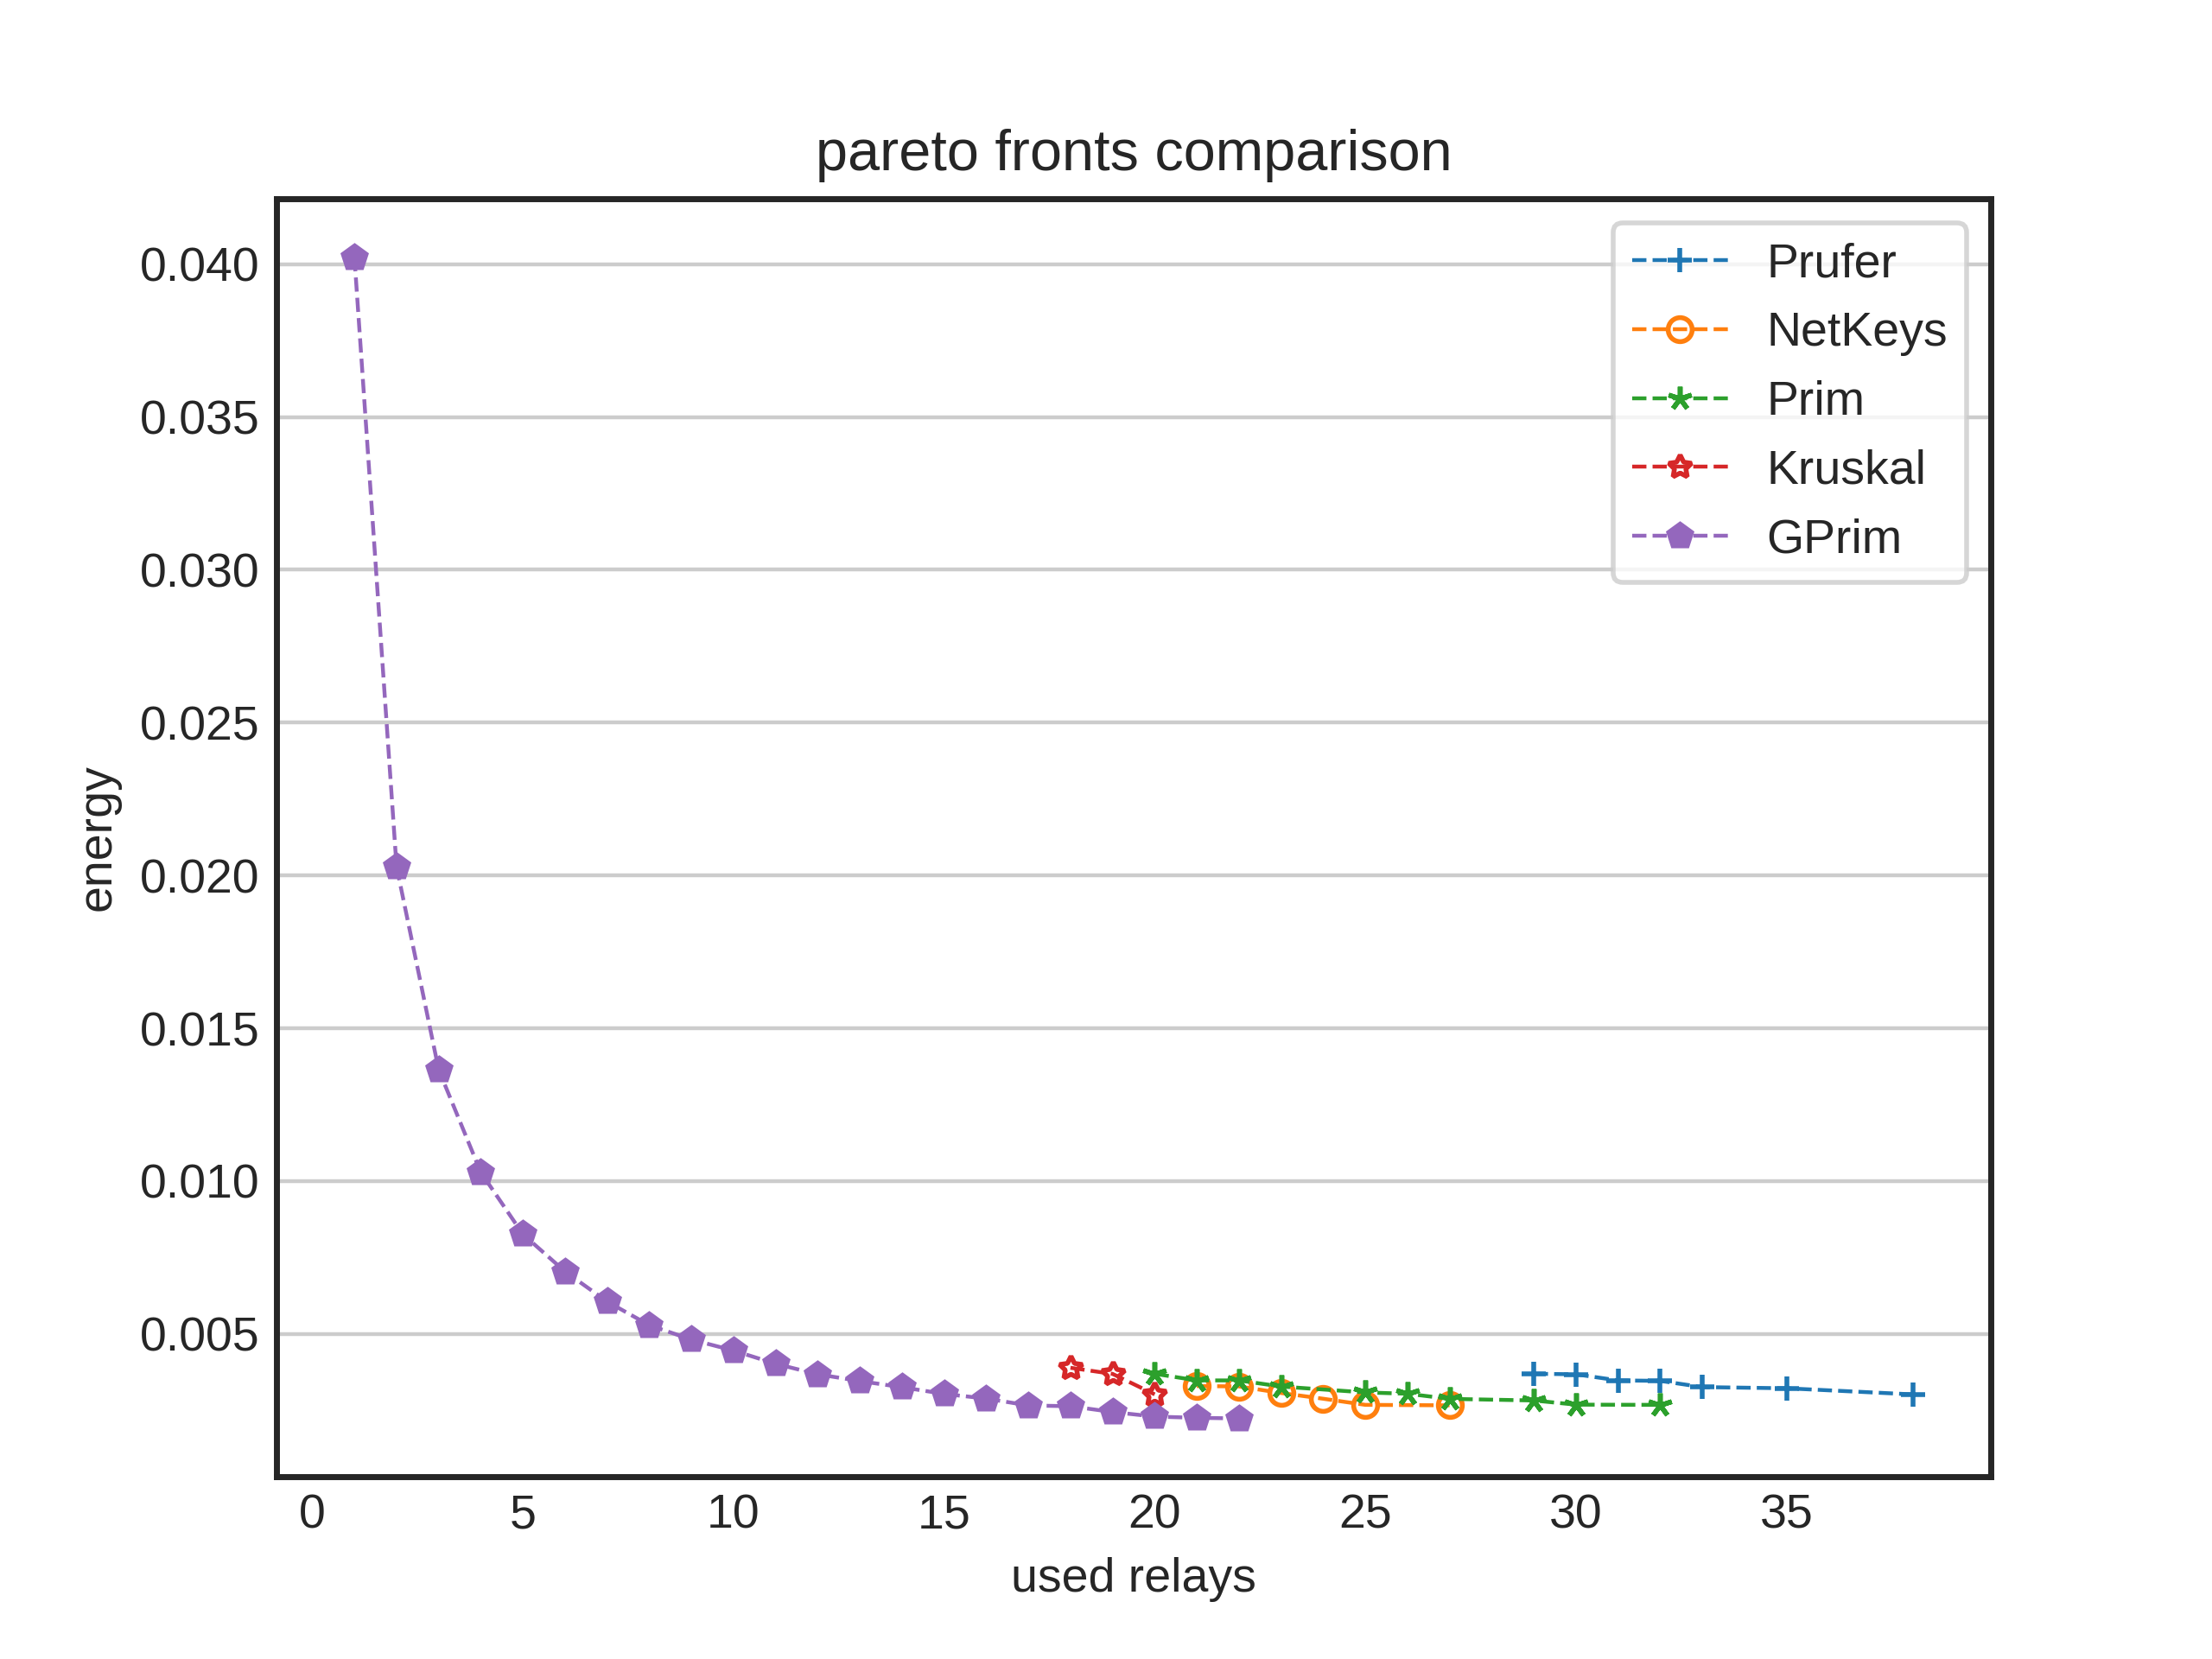 pareto fronts comparison
0.040
0.035
0.030
0.025
0.020
0.015
0.010
0.005
energy
Prufer
NetKeys
Prim
Kruskal
GPrim
0 5 10 15 20 25 30 35
used relays